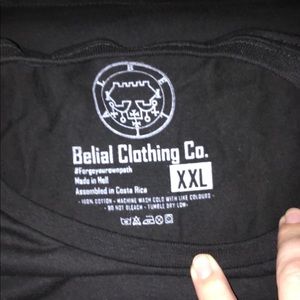 Belial Clothing Co.
#Forgeyourownpath
Made in Hell
Assembled in Costa Rica
XXL
- 100% COTTON - MACHINE WASH COLD WITH LIKE COLOURS -
- DO NOT BLEACH - TUMBLE DRY LOW -